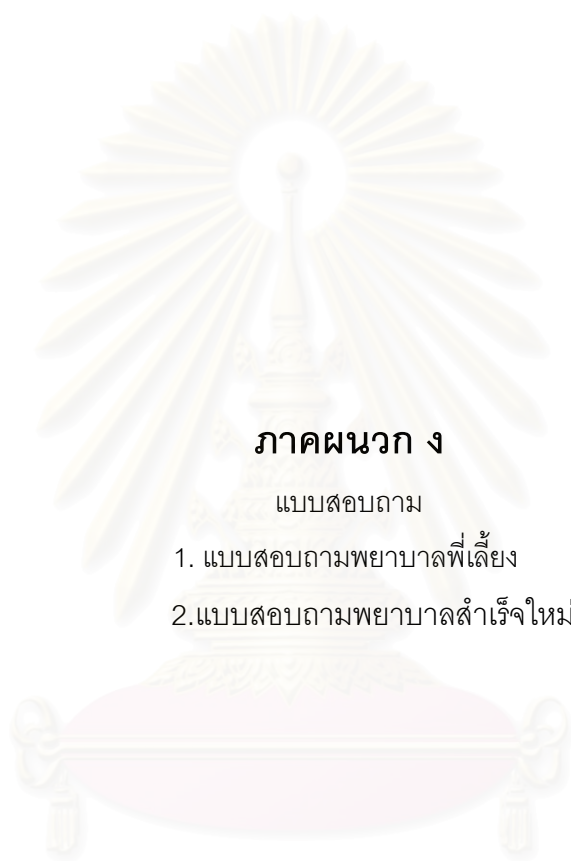 ภาคผนวก ง
แบบสอบถาม
1. แบบสอบถามพยาบาลพี่เลี้ยง
2.แบบสอบถามพยาบาลสำเร็จใหม่